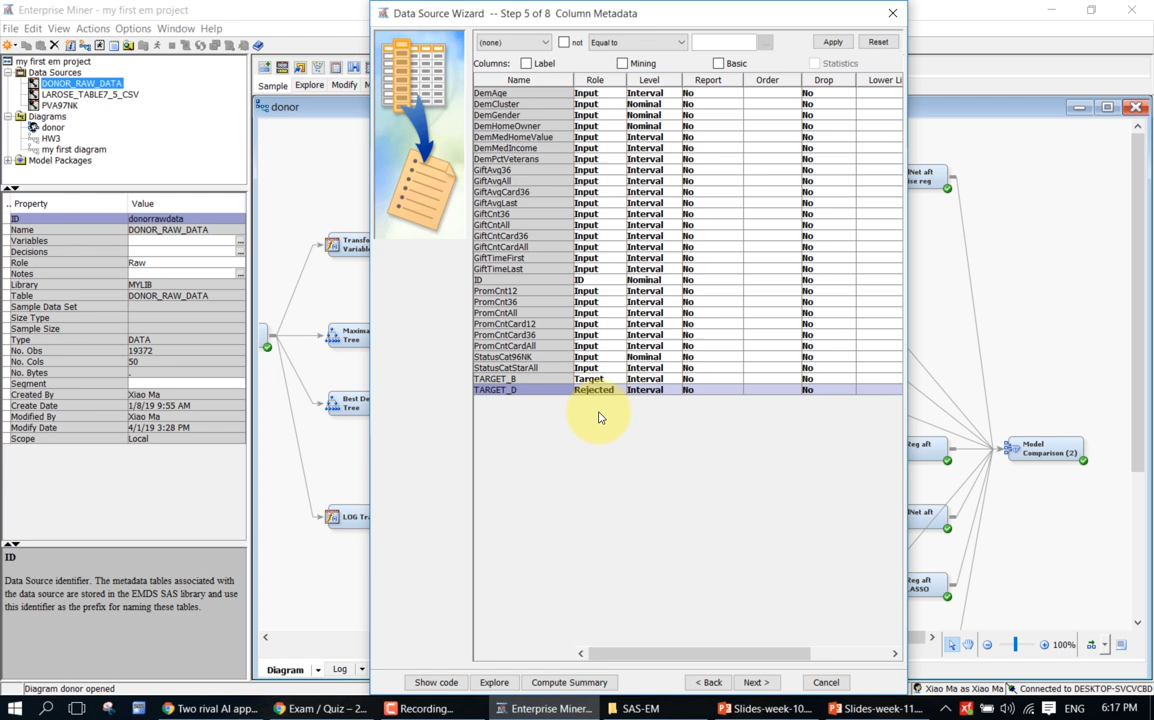 Enterprise Miner - my first em project
File Edit View Actions Options Window Help
my first em project
Data Sources
DONOR_RAW_DATA
LAROSE_TABLE7_5_CSV
PVA97NK
Diagrams
donor
HW3
my first diagram
Model Packages
.. Property Value
ID donorrawdata
Name DONOR_RAW_DATA
Variables ...
Decisions ...
Role Raw
Notes ...
Library MYLIB
Table DONOR_RAW_DATA
Sample Data Set
Size Type
Sample Size
Type DATA
No. Obs 19372
No. Cols 50
No. Bytes .
Segment
Created By Xiao Ma
Create Date 1/8/19 9:55 AM
Modified By Xiao Ma
Modify Date 4/1/19 3:28 PM
Scope Local
ID
Data Source identifier. The metadata tables associated with
the data source are stored in the EMDS SAS library and use
this identifier as the prefix for naming these tables.
Diagram donor opened
Sample Explore Modify
donor
Variable
Tree
Tree
Diagram Log
Data Source Wizard -- Step 5 of 8 Column Metadata
(none) not Equal to ... Apply Reset
Columns: Label Mining Basic Statistics
Name Role Level Report Order Drop
DemAge Input Interval No No
DemCluster Input Nominal No No
DemGender Input Nominal No No
DemHomeOwner Input Nominal No No
DemMedHomeValue Input Interval No No
DemMedIncome Input Interval No No
DemPctVeterans Input Interval No No
GiftAvg36 Input Interval No No
GiftAvgAll Input Interval No No
GiftAvgCard36 Input Interval No No
GiftAvgLast Input Interval No No
GiftCnt36 Input Interval No No
GiftCntAll Input Interval No No
GiftCntCard36 Input Interval No No
GiftCntCardAll Input Interval No No
GiftTimeFirst Input Interval No No
GiftTimeLast Input Interval No No
ID ID Nominal No No
PromCnt12 Input Interval No No
PromCnt36 Input Interval No No
PromCntAll Input Interval No No
PromCntCard12 Input Interval No No
PromCntCard36 Input Interval No No
PromCntCardAll Input Interval No No
StatusCat96NK Input Nominal No No
StatusCatStarAll Input Interval No No
TARGET_B Target Interval No No
TARGET_D Rejected Interval No No
Show code Explore Compute Summary < Back Next > Cancel
Model
Comparison (2)
100%
Xiao Ma as Xiao Ma Connected to DESKTOP-SVCVCBD
Two rival AI app... Exam / Quiz – 2... Recording... Enterprise Miner... SAS-EM Slides-week-10... Slides-week-11... ENG 6:17 PM